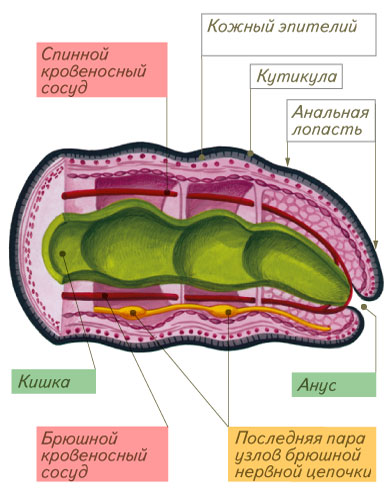 Кожный эпителий
Спинной
кровеносный
сосуд
Кутикула
Анальная
лопасть
Кишка
Анус
Брюшной
кровеносный
сосуд
Последняя пара
узлов брюшной
нервной цепочки